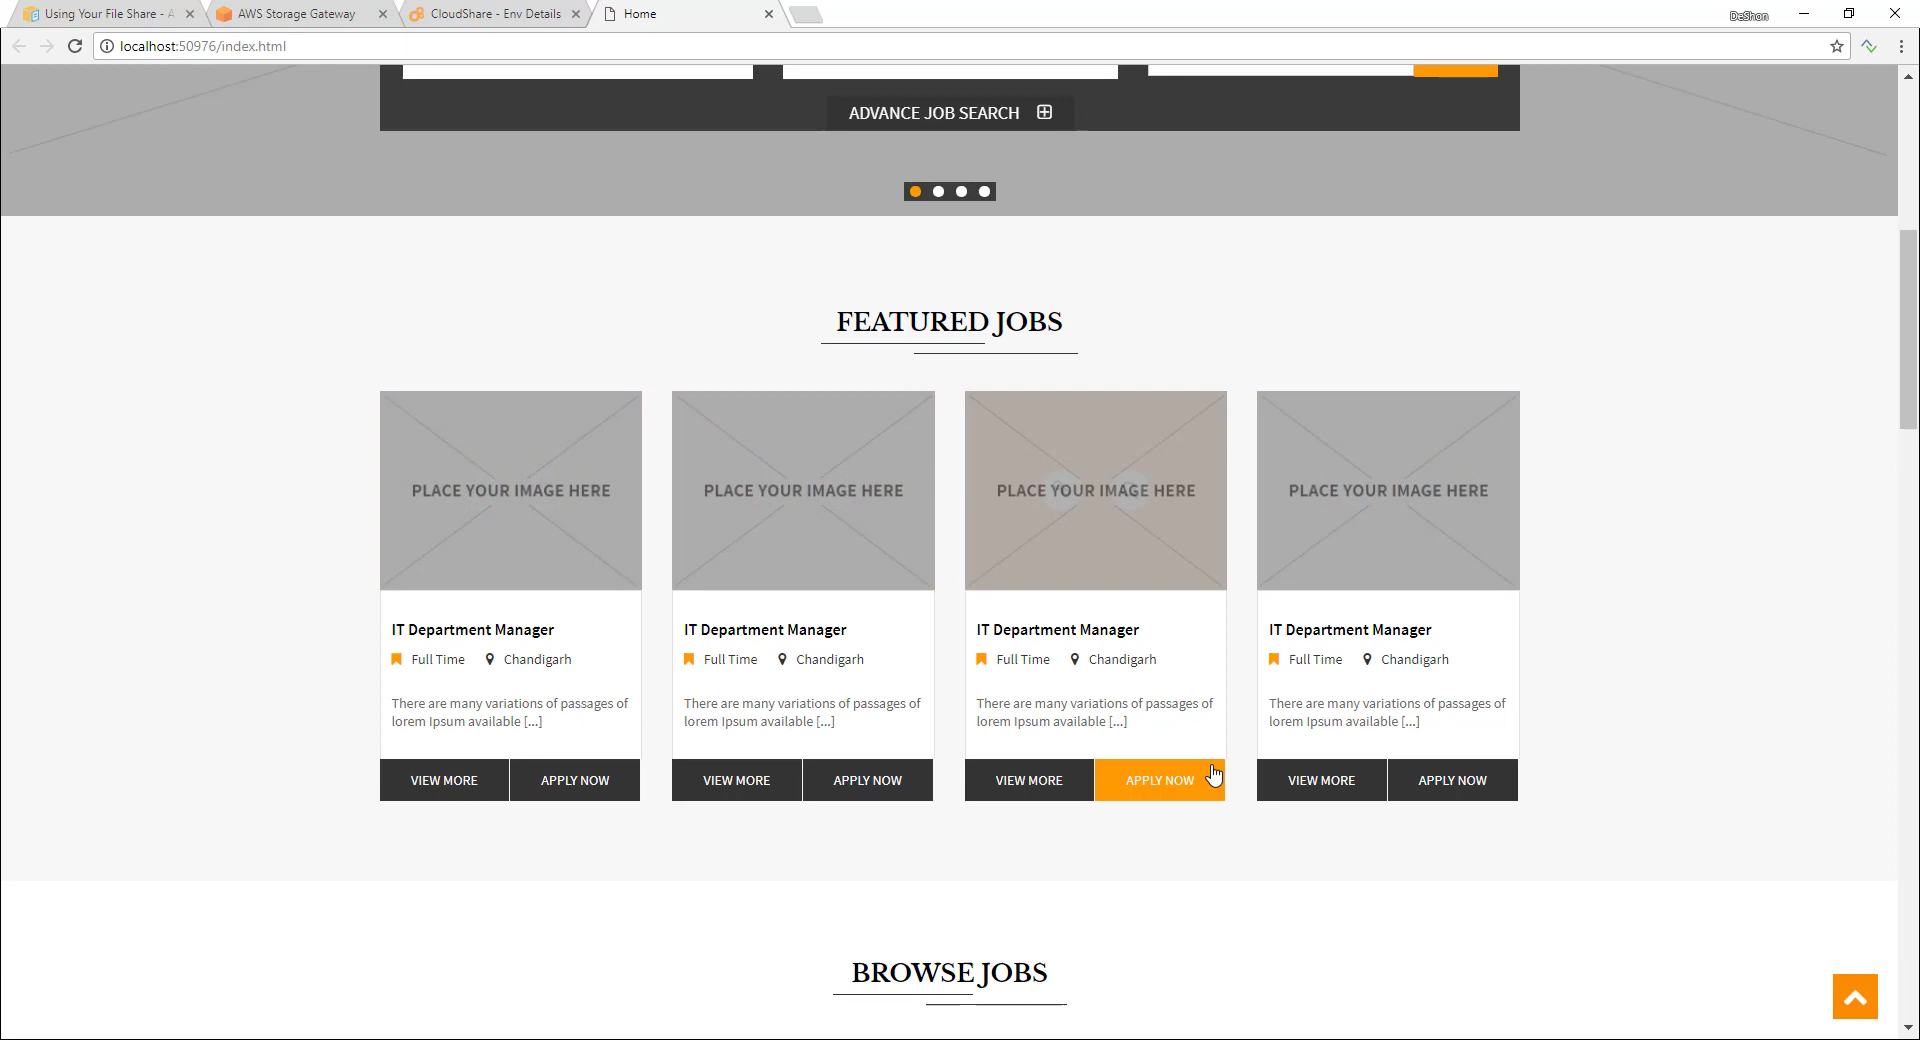 Using Your File Share - A
AWS Storage Gateway
CloudShare - Env Details
Home
DeShon
localhost:50976/index.html
ADVANCE JOB SEARCH
FEATURED JOBS
PLACE YOUR IMAGE HERE
PLACE YOUR IMAGE HERE
PLACE YOUR IMAGE HERE
PLACE YOUR IMAGE HERE
IT Department Manager
Full Time Chandigarh
There are many variations of passages of
lorem Ipsum available [...]
VIEW MORE APPLY NOW
IT Department Manager
Full Time Chandigarh
There are many variations of passages of
lorem Ipsum available [...]
VIEW MORE APPLY NOW
IT Department Manager
Full Time Chandigarh
There are many variations of passages of
lorem Ipsum available [...]
VIEW MORE APPLY NOW
IT Department Manager
Full Time Chandigarh
There are many variations of passages of
lorem Ipsum available [...]
VIEW MORE APPLY NOW
BROWSE JOBS